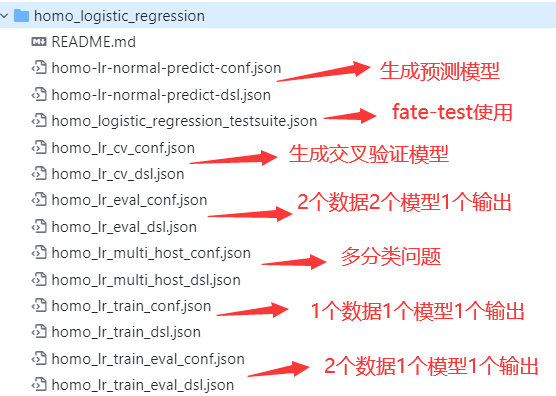 homo_logistic_regression
README.md
homo-lr-normal-predict-conf.json
生成预测模型
homo-lr-normal-predict-dsl.json
homo_logistic_regression_testsuite.json
fate-test使用
homo_lr_cv_conf.json
生成交叉验证模型
homo_lr_cv_dsl.json
homo_lr_eval_conf.json
2个数据2个模型1个输出
homo_lr_eval_dsl.json
homo_lr_multi_host_conf.json
多分类问题
homo_lr_multi_host_dsl.json
homo_lr_train_conf.json
1个数据1个模型1个输出
homo_lr_train_dsl.json
homo_lr_train_eval_conf.json
2个数据1个模型1个输出
homo_lr_train_eval_dsl.json